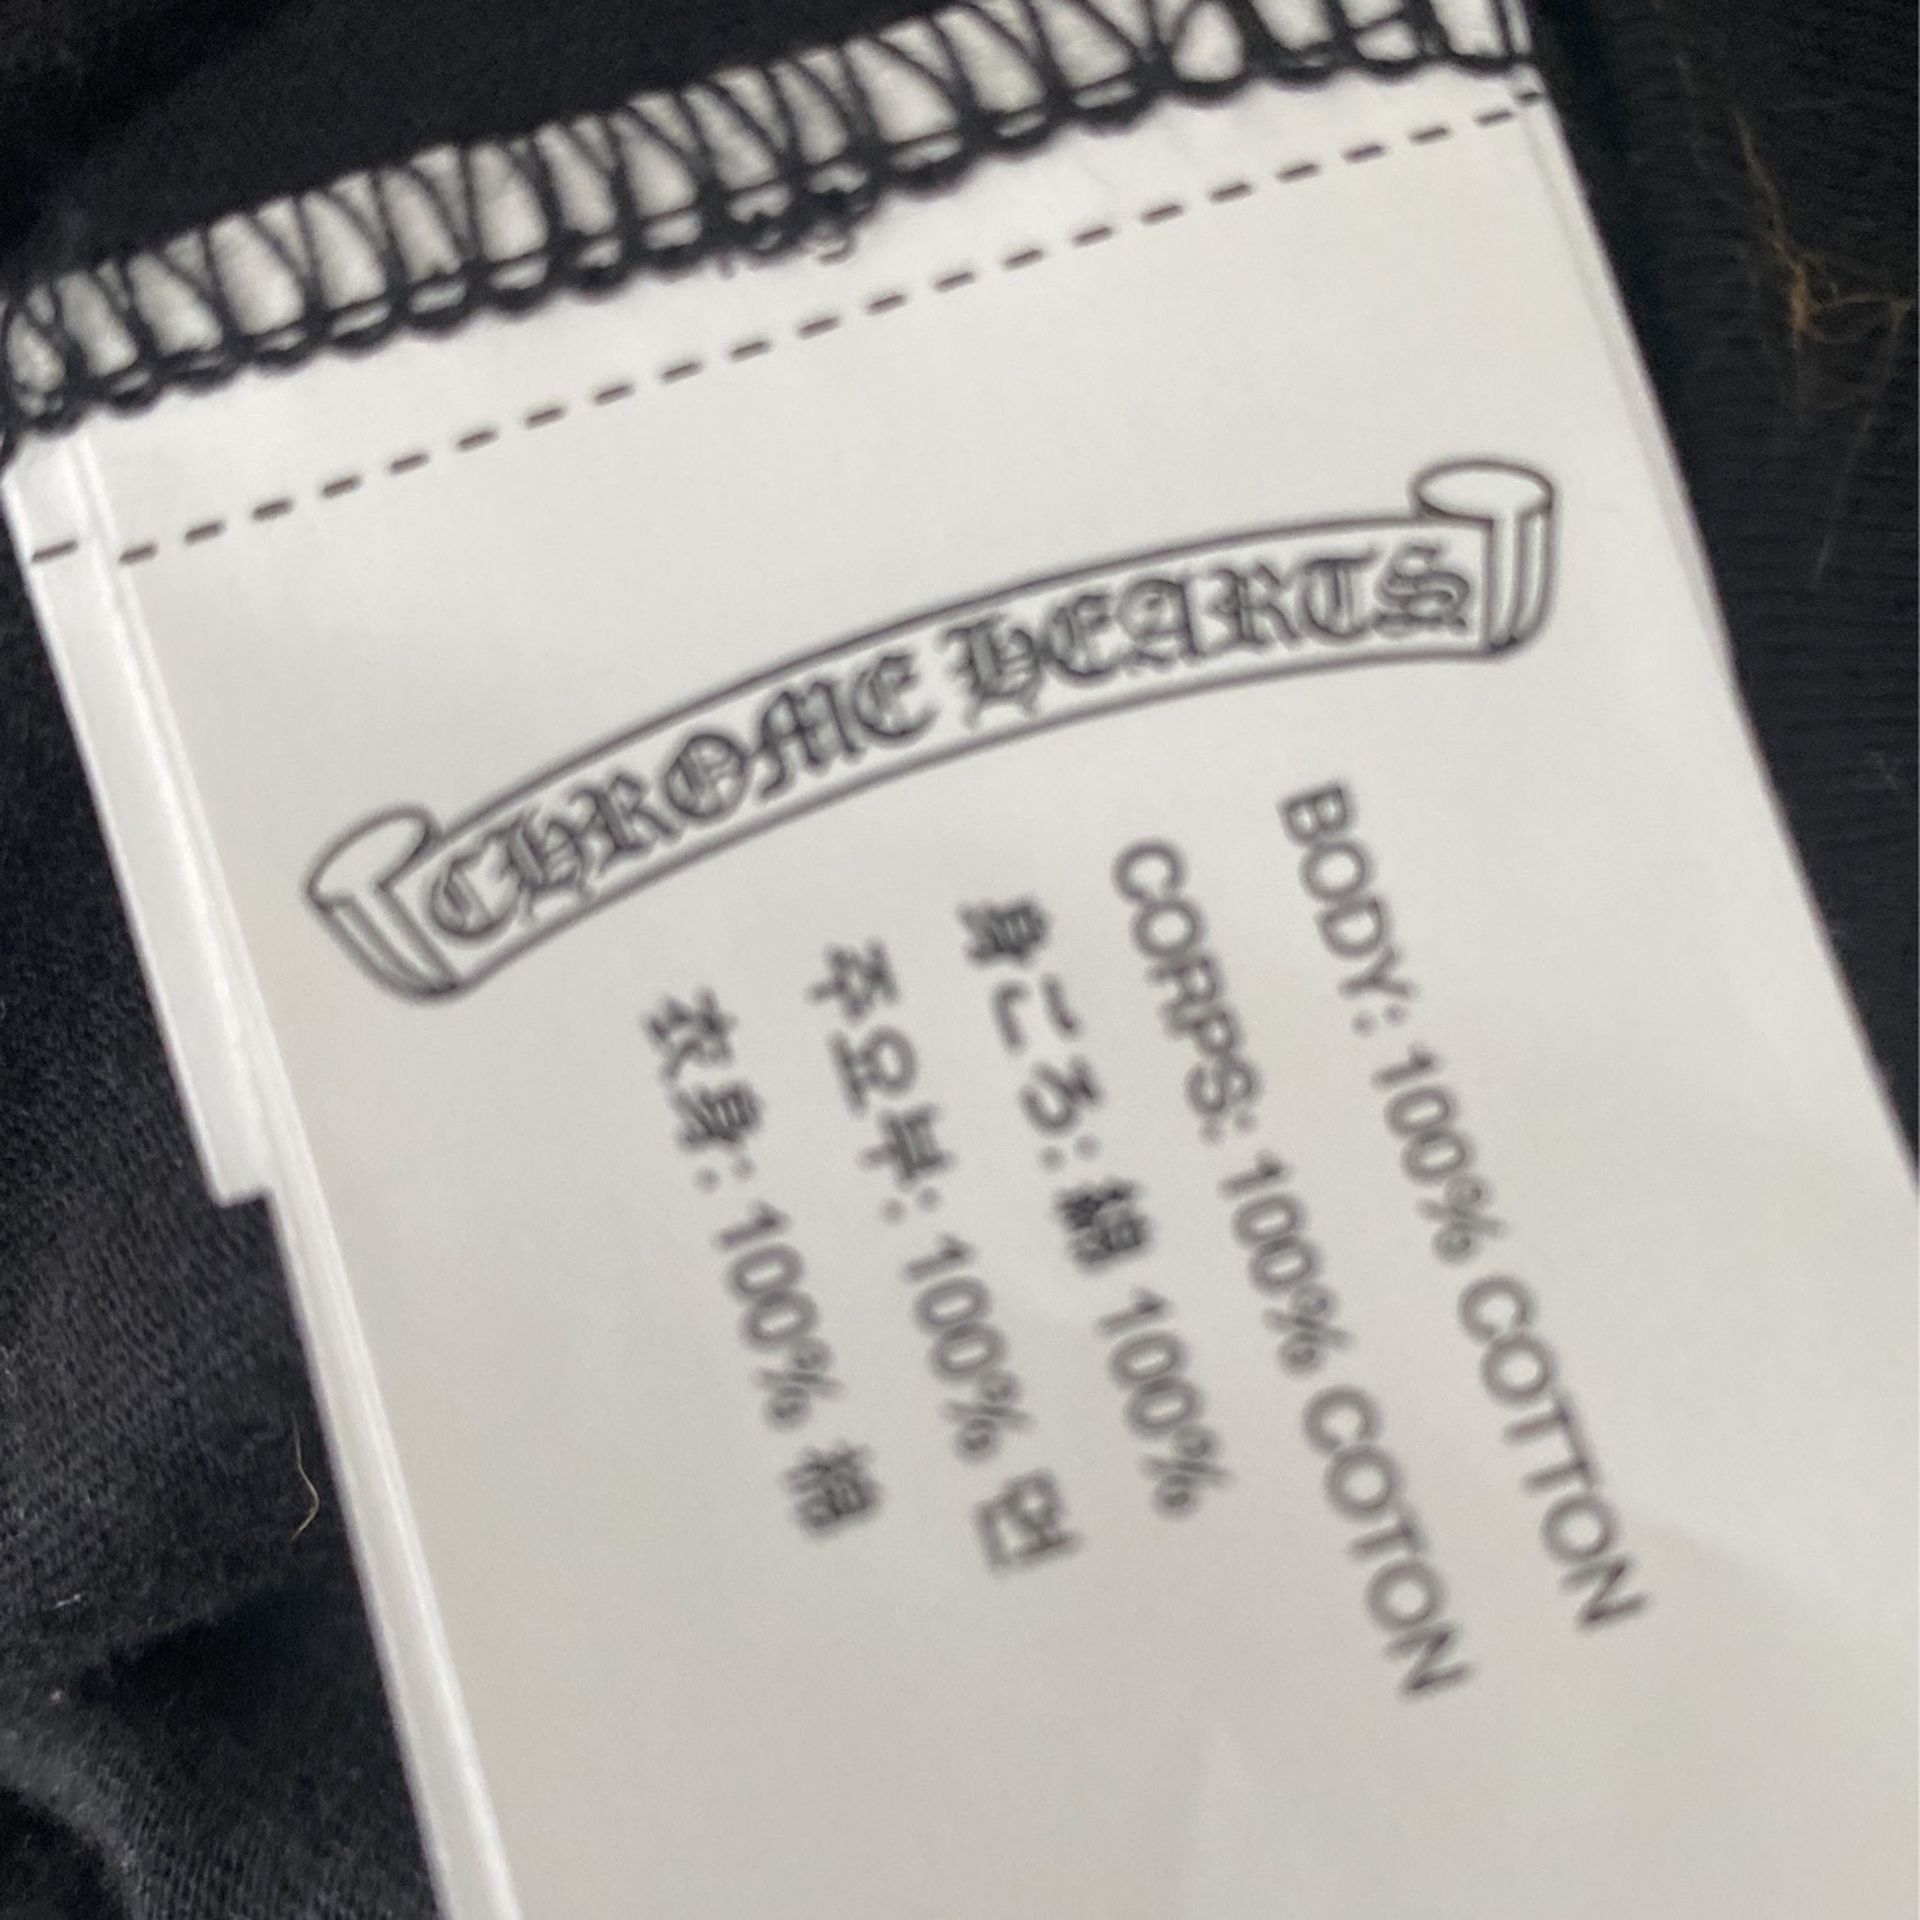 CHROME HEARTS
BODY: 100% COTTON
CORPS: 100% COTON
身ごろ: 綿 100%
주요부: 100% 면
衣身: 100% 棉